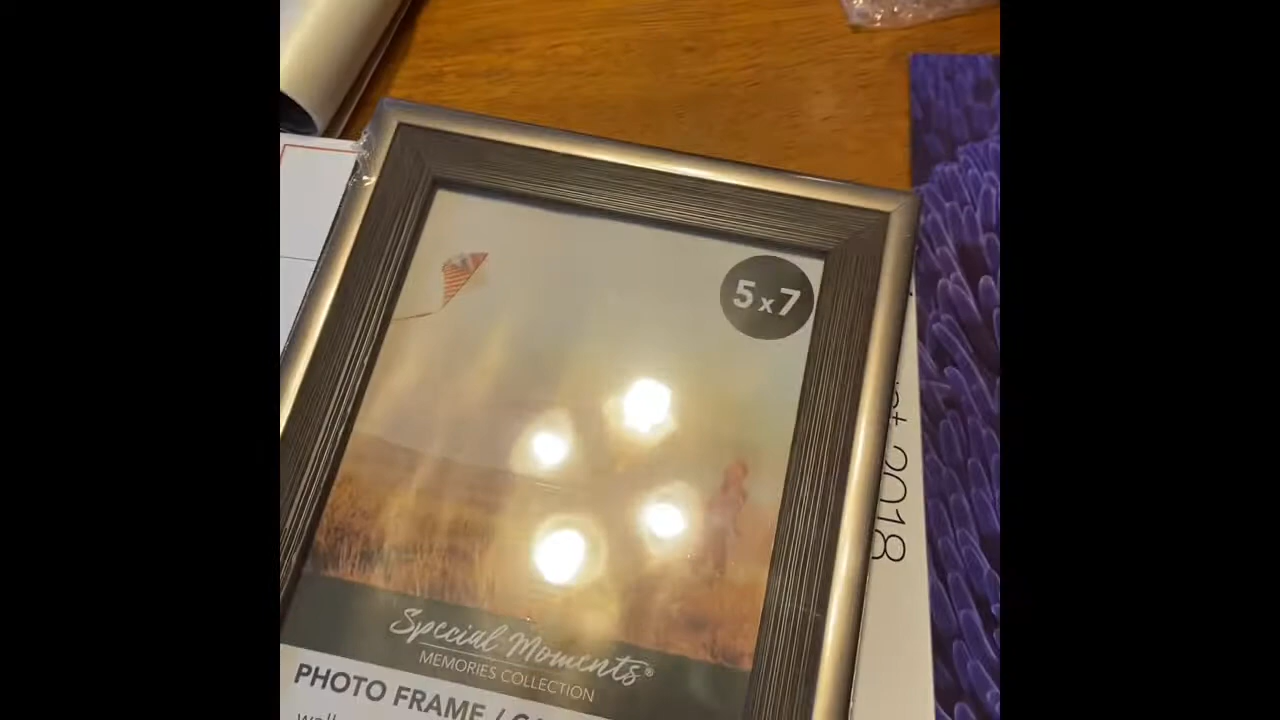 5x7
2018
Special Moments®
MEMORIES COLLECTION
PHOTO FRAME /